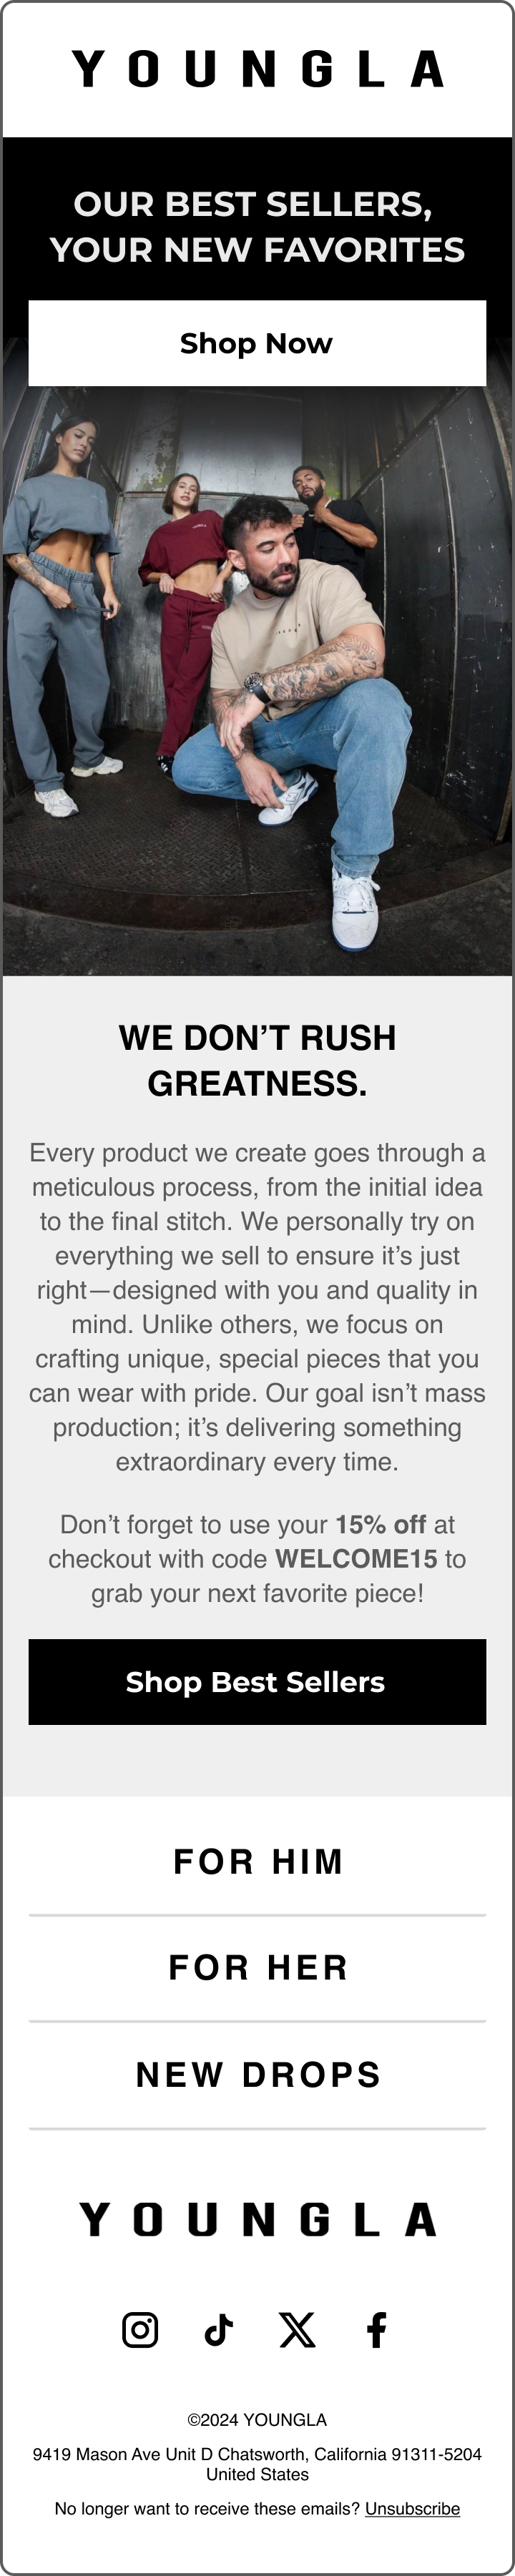 YOUNGLA
OUR BEST SELLERS,
YOUR NEW FAVORITES
Shop Now
WE DON’T RUSH
GREATNESS.
Every product we create goes through a
meticulous process, from the initial idea
to the final stitch. We personally try on
everything we sell to ensure it’s just
right—designed with you and quality in
mind. Unlike others, we focus on
crafting unique, special pieces that you
can wear with pride. Our goal isn’t mass
production; it’s delivering something
extraordinary every time.
Don’t forget to use your 15% off at
checkout with code WELCOME15 to
grab your next favorite piece!
Shop Best Sellers
FOR HIM
FOR HER
NEW DROPS
YOUNGLA
©2024 YOUNGLA
9419 Mason Ave Unit D Chatsworth, California 91311-5204
United States
No longer want to receive these emails? Unsubscribe